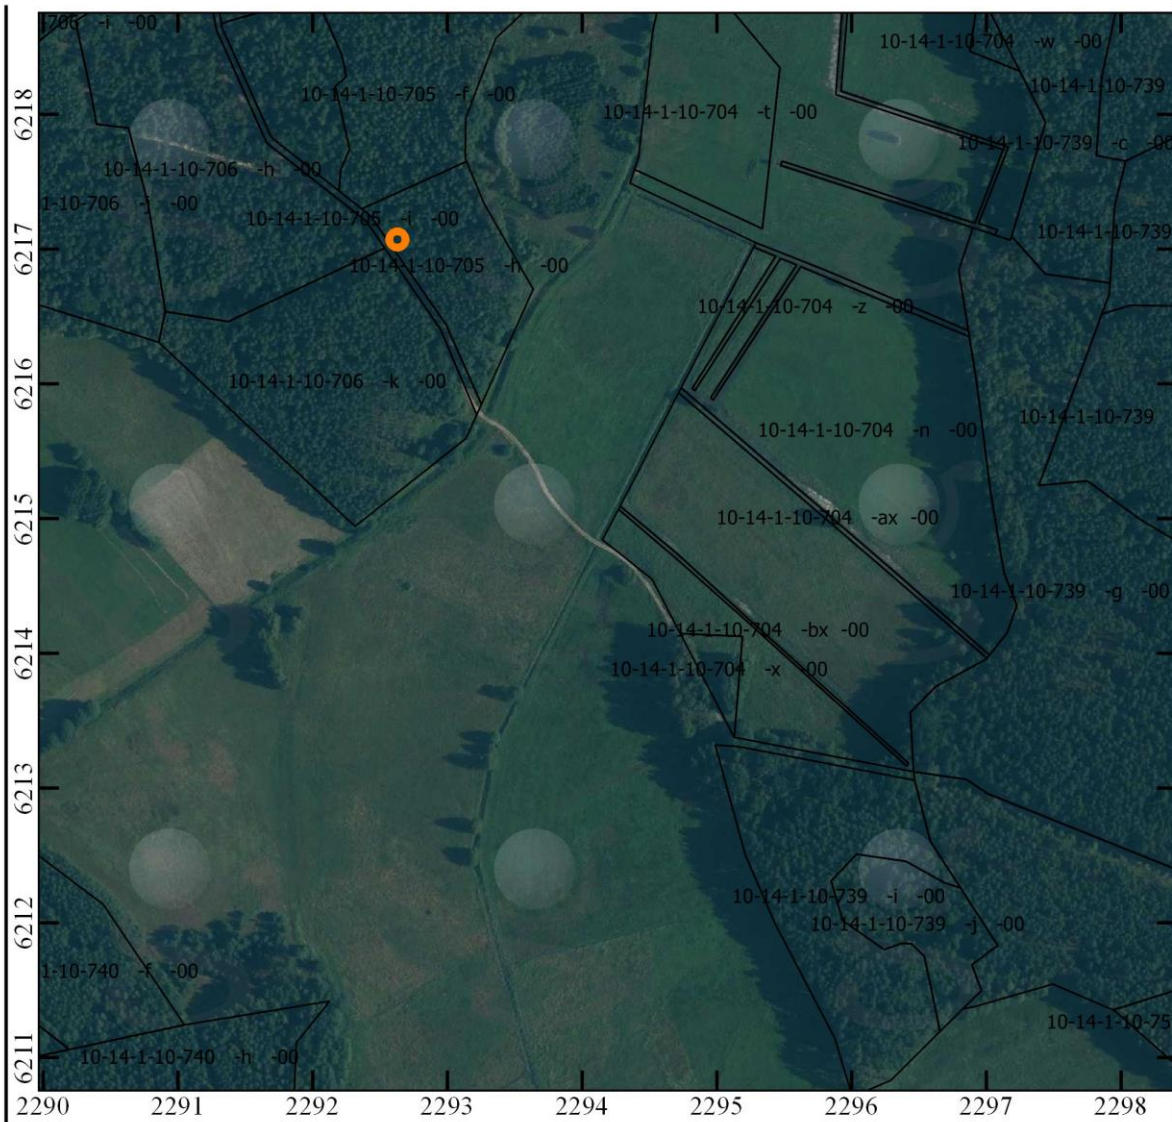 706 -i -00
10-14-1-10-704 -w -00
10-14-1-10-739
10-14-1-10-705 -f -00
10-14-1-10-704 -t -00
10-14-1-10-739 -c -00
10-14-1-10-706 -h -00
1-10-706 -j -00
10-14-1-10-705 -i -00
10-14-1-10-739
10-14-1-10-705 -h -00
10-14-1-10-704 -z -00
10-14-1-10-706 -k -00
10-14-1-10-739
10-14-1-10-704 -n -00
10-14-1-10-704 -ax -00
10-14-1-10-739 -g -00
10-14-1-10-704 -bx -00
10-14-1-10-704 -x -00
10-14-1-10-739 -i -00
10-14-1-10-739 -j -00
1-10-740 -f -00
10-14-1-10-75
10-14-1-10-740 -h -00
6218
6217
6216
6215
6214
6213
6212
6211
2290 2291 2292 2293 2294 2295 2296 2297 2298